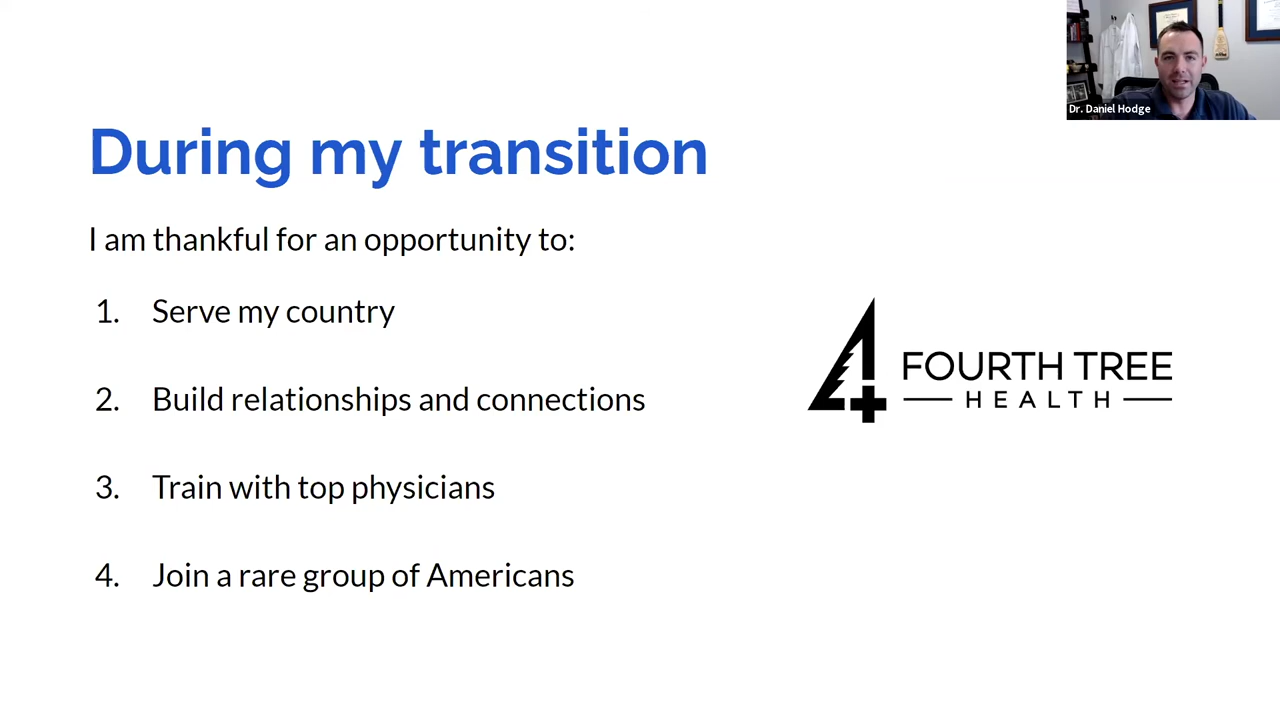 Dr. Daniel Hodge
During my transition
I am thankful for an opportunity to:
1. Serve my country
2. Build relationships and connections
3. Train with top physicians
4. Join a rare group of Americans
4 FOURTH TREE
HEALTH